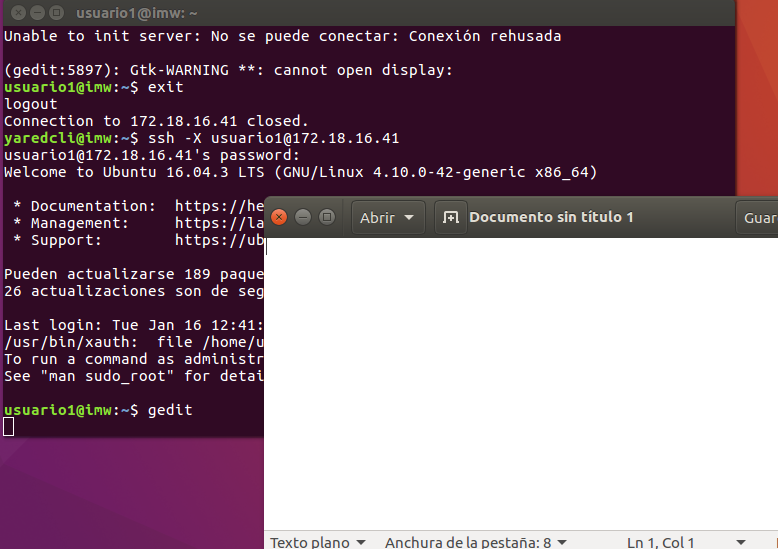 usuario1@imw: ~
Unable to init server: No se puede conectar: Conexión rehusada
(gedit:5897): Gtk-WARNING **: cannot open display:
usuario1@imw:~$ exit
logout
Connection to 172.18.16.41 closed.
yaredcli@imw:~$ ssh -X usuario1@172.18.16.41
usuario1@172.18.16.41's password:
Welcome to Ubuntu 16.04.3 LTS (GNU/Linux 4.10.0-42-generic x86_64)
* Documentation:  https://he
* Management:     https://la
* Support:        https://ub
Pueden actualizarse 189 paque
26 actualizaciones son de seg
Last login: Tue Jan 16 12:41:
/usr/bin/xauth:  file /home/u
To run a command as administr
See "man sudo_root" for detai
usuario1@imw:~$ gedit
Abrir
Documento sin título 1
Guar
Texto plano
Anchura de la pestaña: 8
Ln 1, Col 1